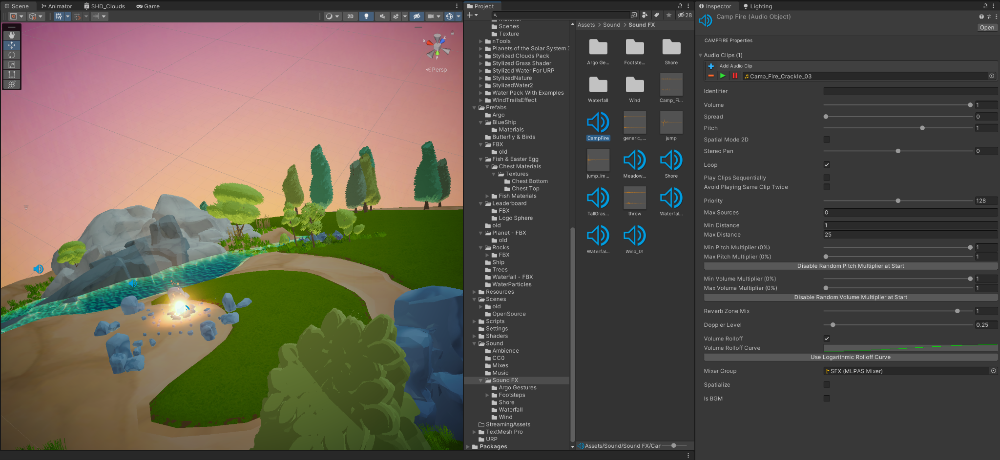 Scene
Animator
SHD_Clouds
Game
2D
x
z
y
Persp
Project
28
Scenes
Texture
nTools
Planets of the Solar System 3
Stylized Clouds Pack
Stylized Grass Shader
Stylized Water For URP
StylizedNature
StylizedWater2
Water Pack With Examples
WindTrailsEffect
Prefabs
Argo
BlueShip
Materials
Butterfly & Birds
FBX
old
Fish & Easter Egg
Chest Materials
Textures
Chest Bottom
Chest Top
Fish Materials
Leaderboard
FBX
Logo Sphere
old
Planet - FBX
old
Rocks
FBX
Ship
Trees
Waterfall - FBX
WaterParticles
Resources
Scenes
old
OpenSource
Scripts
Settings
Shaders
Sound
Ambience
CC0
Mixes
Music
Sound FX
Argo Gestures
Footsteps
Shore
Waterfall
Wind
StreamingAssets
TextMesh Pro
URP
Packages
Assets
Sound
Sound FX
Argo Ge...
Footste...
Shore
Waterfall
Wind
Camp_Fi...
CampFire
generic_...
jump
jump_im...
Meadow...
Shore
TallGras...
throw
Waterfal...
Waterfal...
Wind_01
Assets/Sound/Sound FX/Car
Inspector
Lighting
Camp Fire (Audio Object)
Open
CAMPFIRE Properties
Audio Clips (1)
Add Audio Clip
Camp_Fire_Crackle_03
Identifier
Volume 1
Spread 0
Pitch 1
Spatial Mode 2D
Stereo Pan 0
Loop
Play Clips Sequentially
Avoid Playing Same Clip Twice
Priority 128
Max Sources 0
Min Distance 1
Max Distance 25
Min Pitch Multiplier (0%) 1
Max Pitch Multiplier (0%) 1
Disable Random Pitch Multiplier at Start
Min Volume Multiplier (0%) 1
Max Volume Multiplier (0%) 1
Disable Random Volume Multiplier at Start
Reverb Zone Mix 1
Doppler Level 0.25
Volume Rolloff
Volume Rolloff Curve
Use Logarithmic Rolloff Curve
Mixer Group SFX (MLPAS Mixer)
Spatialize
Is BGM